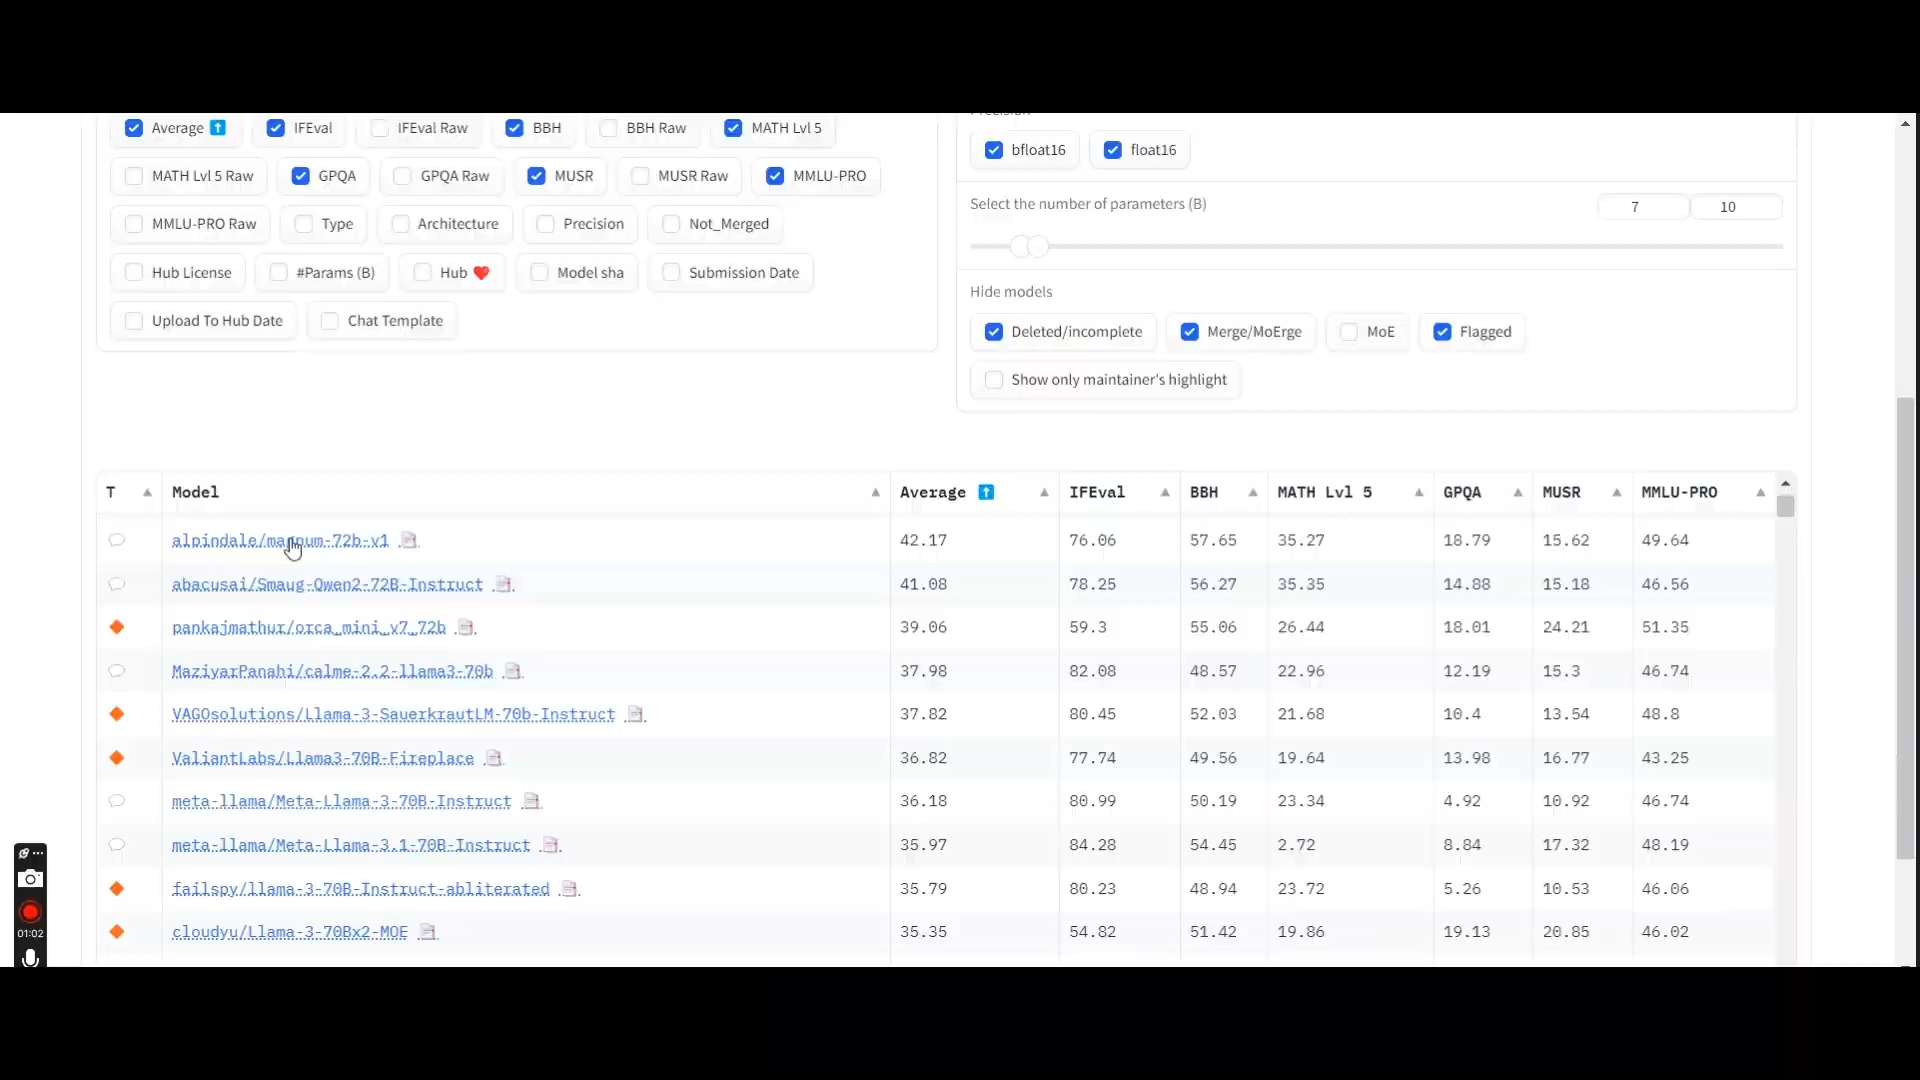 Average IFEval IFEval Raw BBH BBH Raw MATH Lvl 5
MATH Lvl 5 Raw GPQA GPQA Raw MUSR MUSR Raw MMLU-PRO
MMLU-PRO Raw Type Architecture Precision Not_Merged
Hub License #Params (B) Hub ❤️ Model sha Submission Date
Upload To Hub Date Chat Template
Precision
bfloat16 float16
Select the number of parameters (B) 7 10
Hide models
Deleted/incomplete Merge/MoErge MoE Flagged
Show only maintainer's highlight
T Model Average IFEval BBH MATH Lvl 5 GPQA MUSR MMLU-PRO
alpindale/magnum-72b-v1 42.17 76.06 57.65 35.27 18.79 15.62 49.64
abacusai/Smaug-Qwen2-72B-Instruct 41.08 78.25 56.27 35.35 14.88 15.18 46.56
pankajmathur/orca_mini_v7_72b 39.06 59.3 55.06 26.44 18.01 24.21 51.35
MaziyarPanahi/calme-2.2-llama3-70b 37.98 82.08 48.57 22.96 12.19 15.3 46.74
VAGOsolutions/Llama-3-SauerkrautLM-70b-Instruct 37.82 80.45 52.03 21.68 10.4 13.54 48.8
ValiantLabs/Llama3-70B-Fireplace 36.82 77.74 49.56 19.64 13.98 16.77 43.25
meta-llama/Meta-Llama-3-70B-Instruct 36.18 80.99 50.19 23.34 4.92 10.92 46.74
meta-llama/Meta-Llama-3.1-70B-Instruct 35.97 84.28 54.45 2.72 8.84 17.32 48.19
failspy/llama-3-70B-Instruct-abliterated 35.79 80.23 48.94 23.72 5.26 10.53 46.06
cloudyu/Llama-3-70Bx2-MOE 35.35 54.82 51.42 19.86 19.13 20.85 46.02
01:02